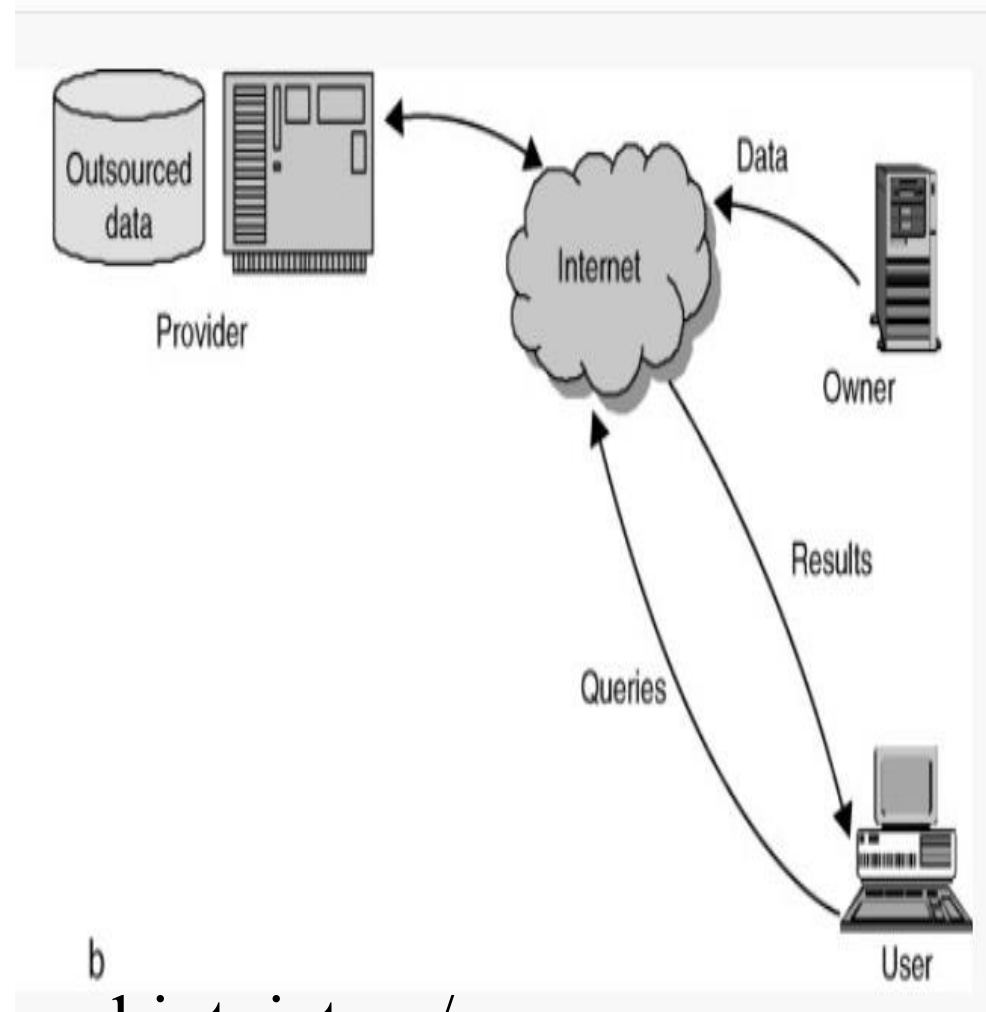 Outsourced
data
Provider
Internet
Data
Owner
Results
Queries
User
b